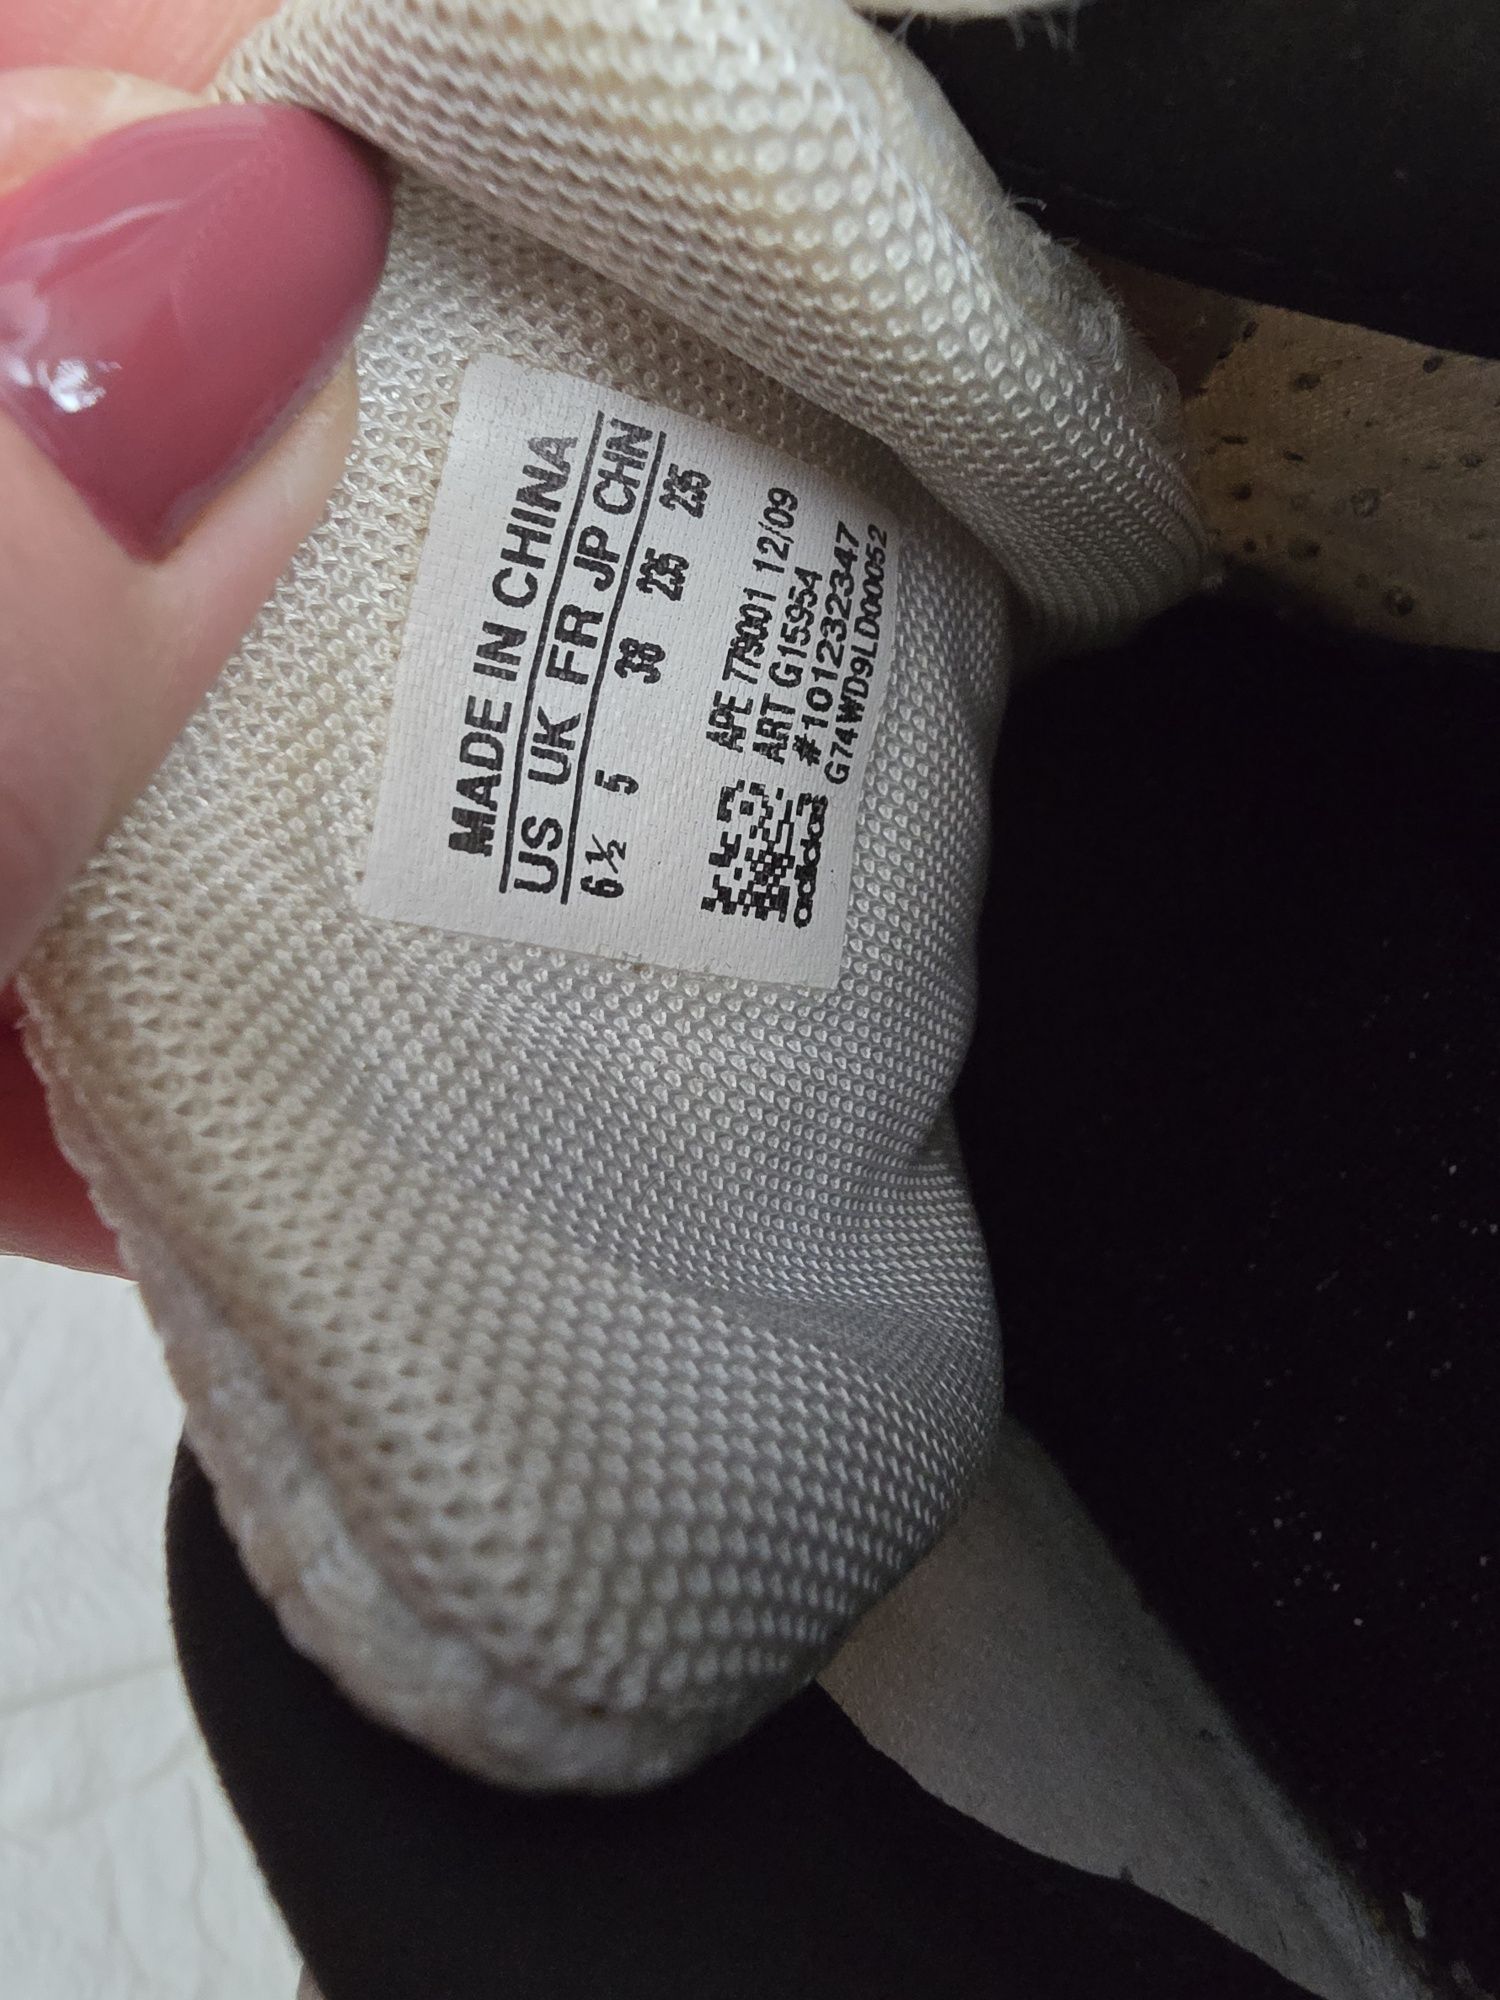 MADE IN CHINA
US UK FR JP CHN
6½ 5 38 235 235
APE 779001 12/09
ART G15954
#101232347
G74WD9LD00052
adidas